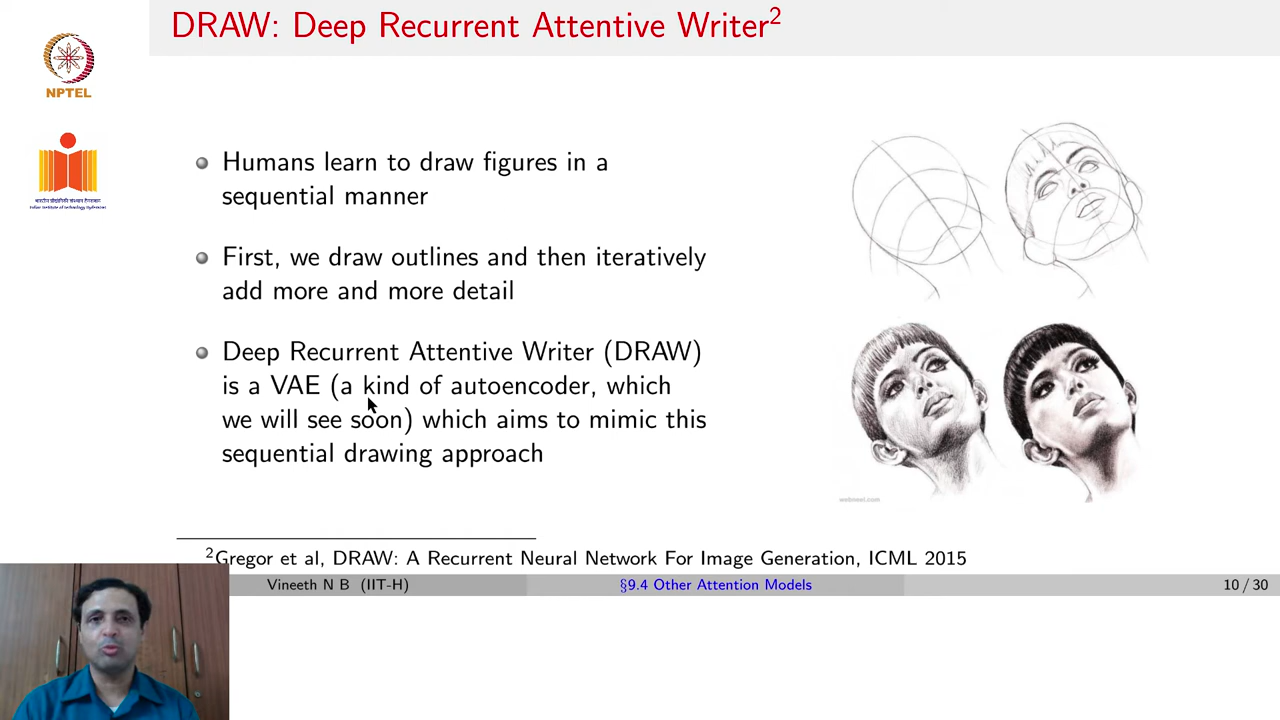 DRAW: Deep Recurrent Attentive Writer2
NPTEL
Humans learn to draw figures in a
sequential manner
First, we draw outlines and then iteratively
add more and more detail
Deep Recurrent Attentive Writer (DRAW)
is a VAE (a kind of autoencoder, which
we will see soon) which aims to mimic this
sequential drawing approach
webneel.com
2Gregor et al, DRAW: A Recurrent Neural Network For Image Generation, ICML 2015
Vineeth N B (IIT-H)
§9.4 Other Attention Models
10 / 30